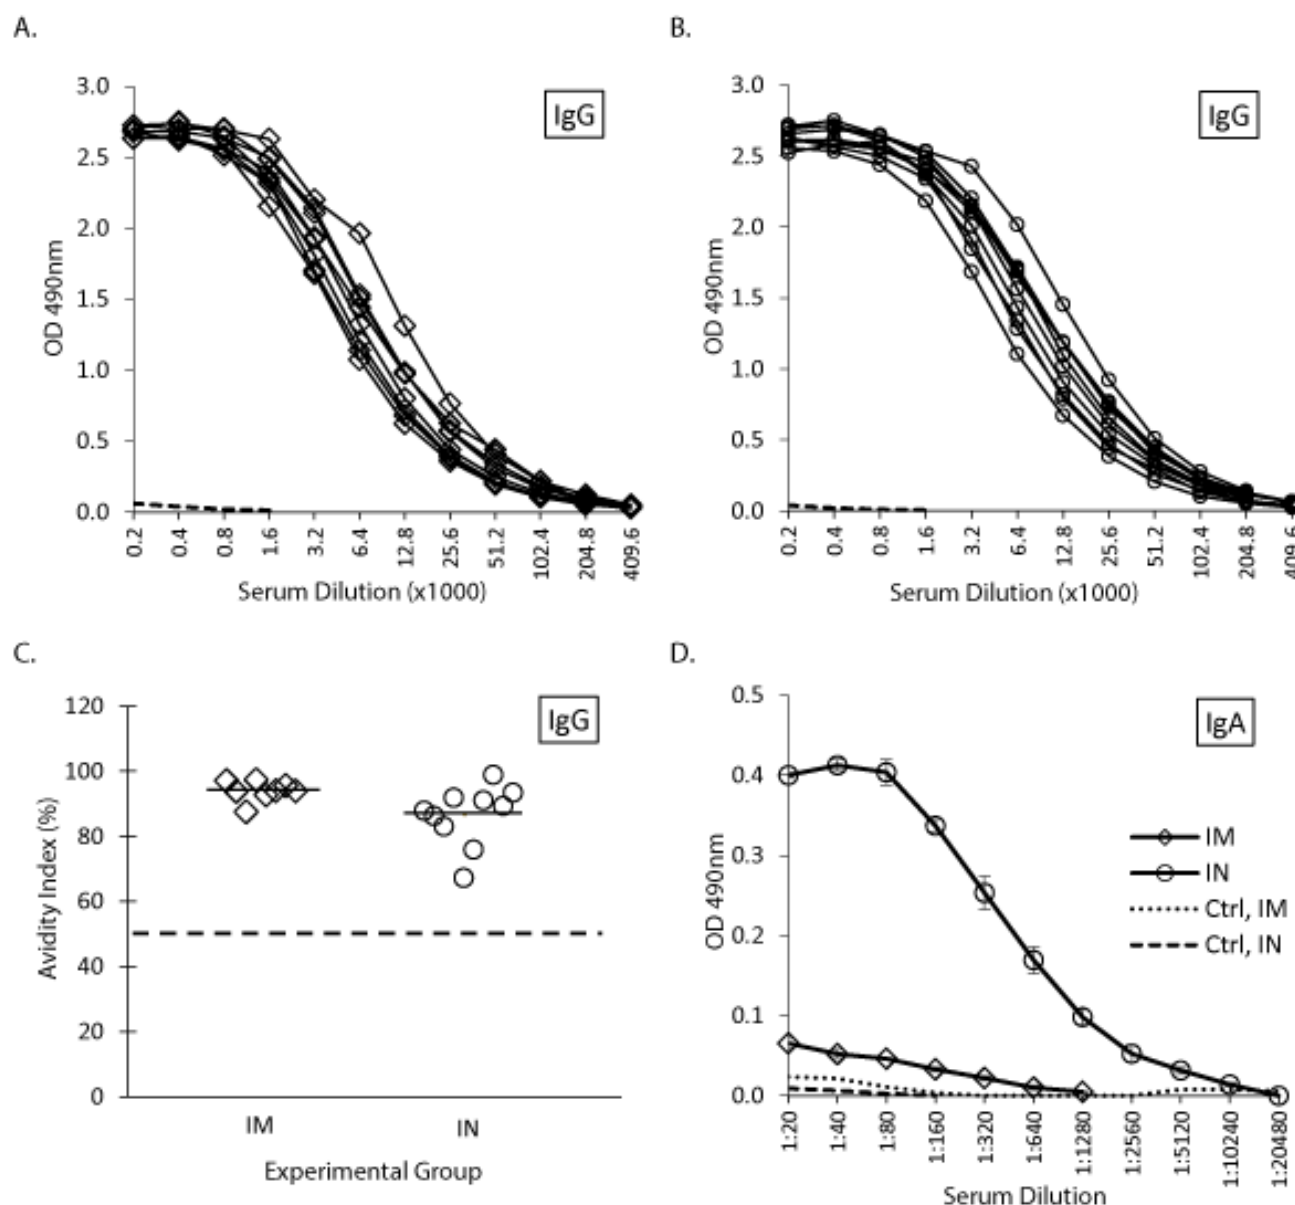 A.
IgG
OD 490nm
3.0
2.5
2.0
1.5
1.0
0.5
0.0
0.2 0.4 0.8 1.6 3.2 6.4 12.8 25.6 51.2 102.4 204.8 409.6
Serum Dilution (x1000)
B.
IgG
OD 490nm
3.0
2.5
2.0
1.5
1.0
0.5
0.0
0.2 0.4 0.8 1.6 3.2 6.4 12.8 25.6 51.2 102.4 204.8 409.6
Serum Dilution (x1000)
C.
IgG
Avidity Index (%)
120
100
80
60
40
20
0
IM IN
Experimental Group
D.
IgA
OD 490nm
0.5
0.4
0.3
0.2
0.1
0.0
IM
IN
Ctrl, IM
Ctrl, IN
1:20 1:40 1:80 1:160 1:320 1:640 1:1280 1:2560 1:5120 1:10240 1:20480
Serum Dilution